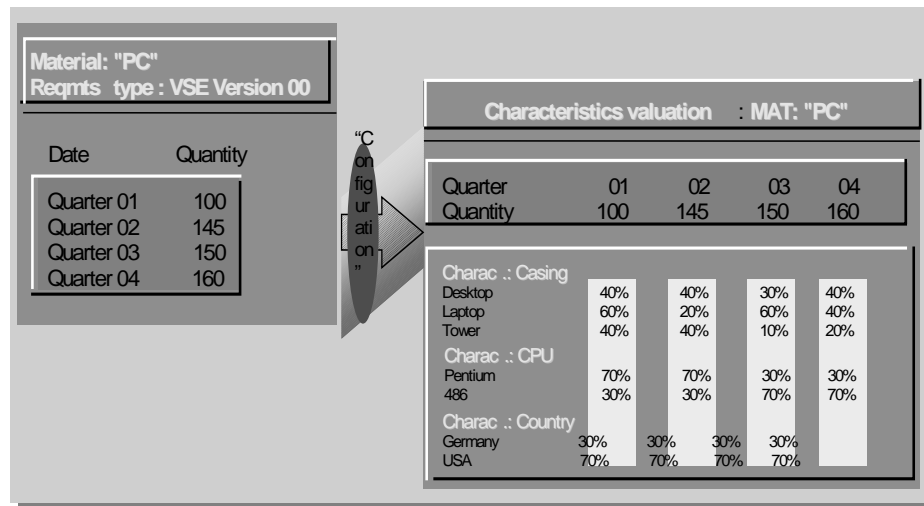 Material: "PC"
Reqmts type : VSE Version 00
Date Quantity
Quarter 01 100
Quarter 02 145
Quarter 03 150
Quarter 04 160
“C
on
fig
ur
ati
on
”
Characteristics valuation : MAT: "PC"
Quarter 01 02 03 04
Quantity 100 145 150 160
Charac .: Casing
Desktop 40% 40% 30% 40%
Laptop 60% 20% 60% 40%
Tower 40% 40% 10% 20%
Charac .: CPU
Pentium 70% 70% 30% 30%
486 30% 30% 70% 70%
Charac .: Country
Germany 30% 30% 30% 30%
USA 70% 70% 70% 70%